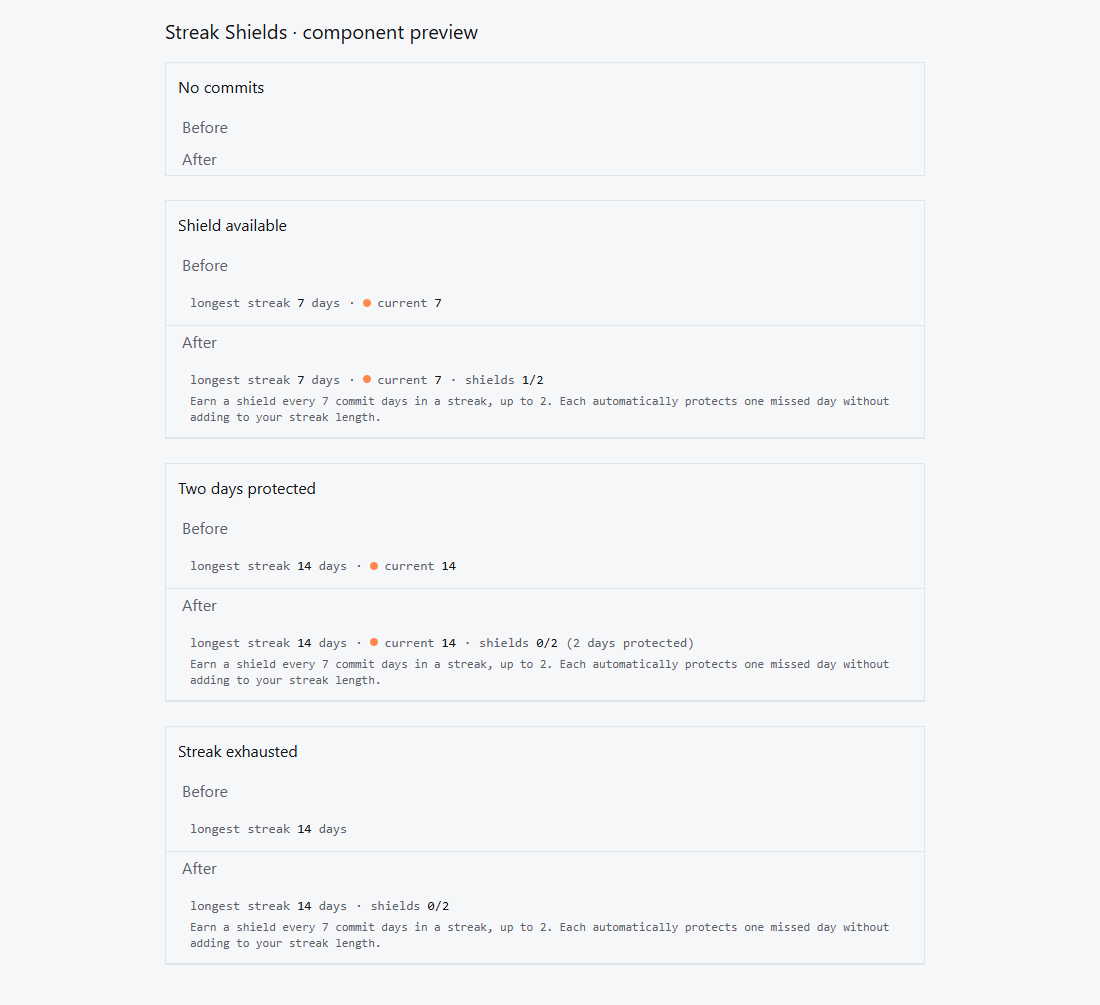 Streak Shields · component preview
No commits
Before
After
Shield available
Before
longest streak 7 days · current 7
After
longest streak 7 days · current 7 · shields 1/2
Earn a shield every 7 commit days in a streak, up to 2. Each automatically protects one missed day without
adding to your streak length.
Two days protected
Before
longest streak 14 days · current 14
After
longest streak 14 days · current 14 · shields 0/2 (2 days protected)
Earn a shield every 7 commit days in a streak, up to 2. Each automatically protects one missed day without
adding to your streak length.
Streak exhausted
Before
longest streak 14 days
After
longest streak 14 days · shields 0/2
Earn a shield every 7 commit days in a streak, up to 2. Each automatically protects one missed day without
adding to your streak length.